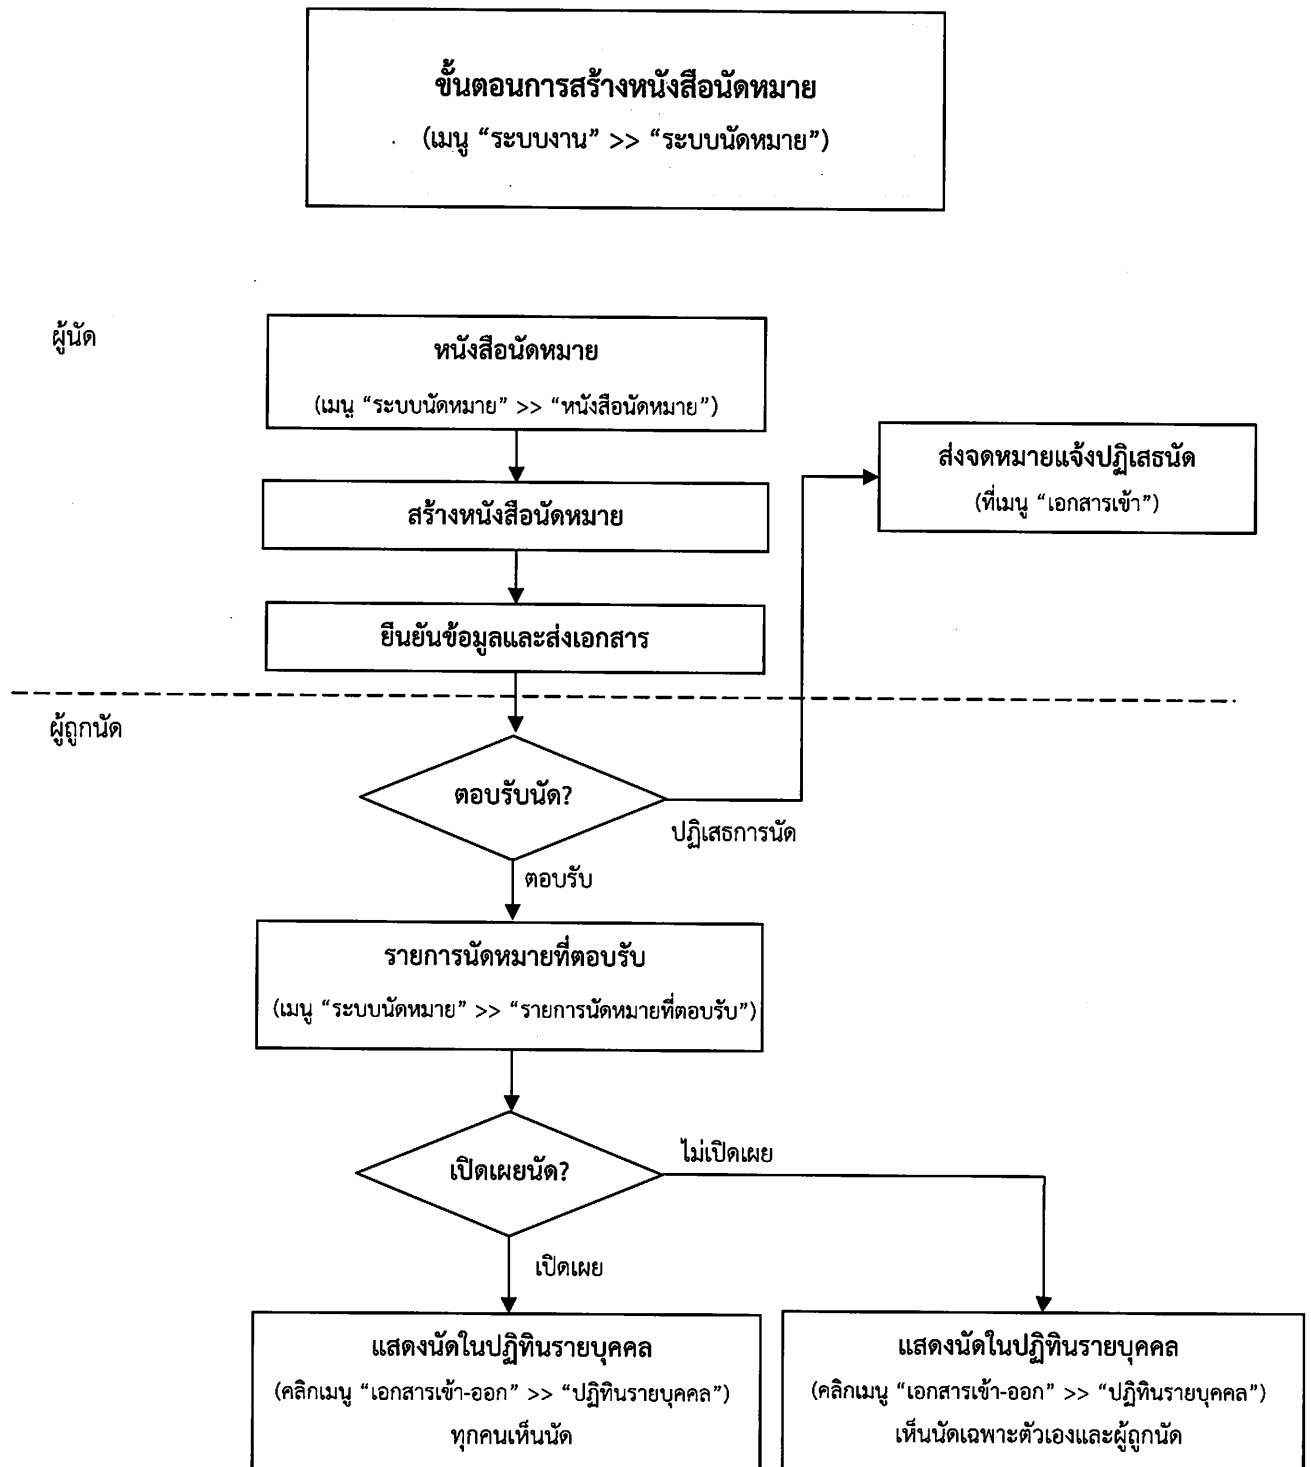 ขั้นตอนการสร้างหนังสือนัดหมาย
(เมนู “ระบบงาน” >> “ระบบนัดหมาย”)
ผู้นัด
หนังสือนัดหมาย
(เมนู “ระบบนัดหมาย” >> “หนังสือนัดหมาย”)
ส่งจดหมายแจ้งปฏิเสธนัด
(ที่เมนู “เอกสารเข้า”)
สร้างหนังสือนัดหมาย
ยืนยันข้อมูลและส่งเอกสาร
ผู้ถูกนัด
ตอบรับนัด?
ปฏิเสธการนัด
ตอบรับ
รายการนัดหมายที่ตอบรับ
(เมนู “ระบบนัดหมาย” >> “รายการนัดหมายที่ตอบรับ”)
ไม่เปิดเผย
เปิดเผยนัด?
เปิดเผย
แสดงนัดในปฏิทินรายบุคคล
(คลิกเมนู “เอกสารเข้า-ออก” >> “ปฏิทินรายบุคคล”)
ทุกคนเห็นนัด
แสดงนัดในปฏิทินรายบุคคล
(คลิกเมนู “เอกสารเข้า-ออก” >> “ปฏิทินรายบุคคล”)
เห็นนัดเฉพาะตัวเองและผู้ถูกนัด